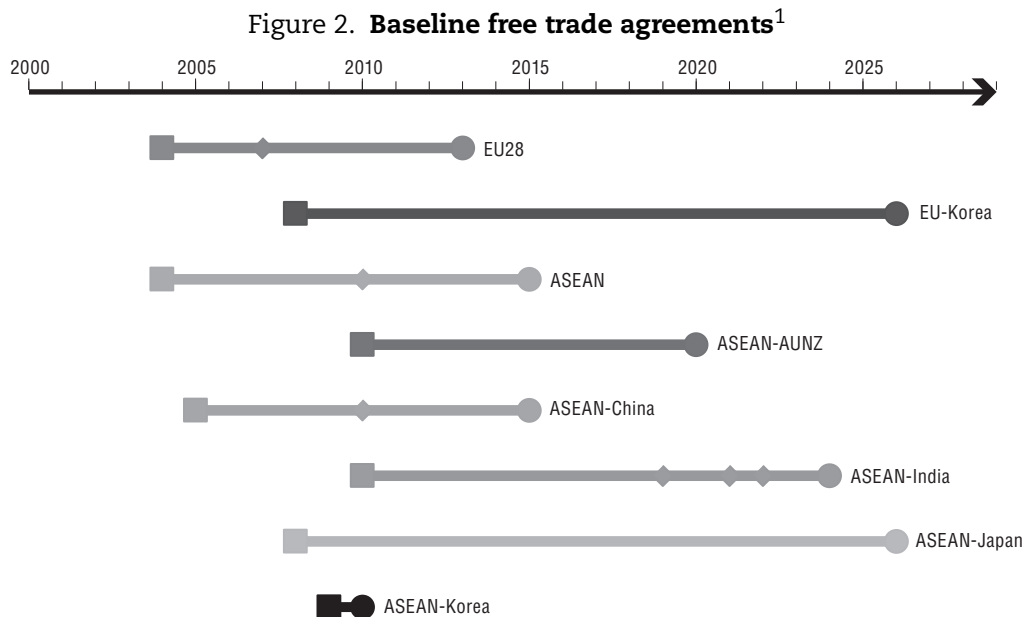 Figure 2. Baseline free trade agreements1
2000 2005 2010 2015 2020 2025
EU28
EU-Korea
ASEAN
ASEAN-AUNZ
ASEAN-China
ASEAN-India
ASEAN-Japan
ASEAN-Korea